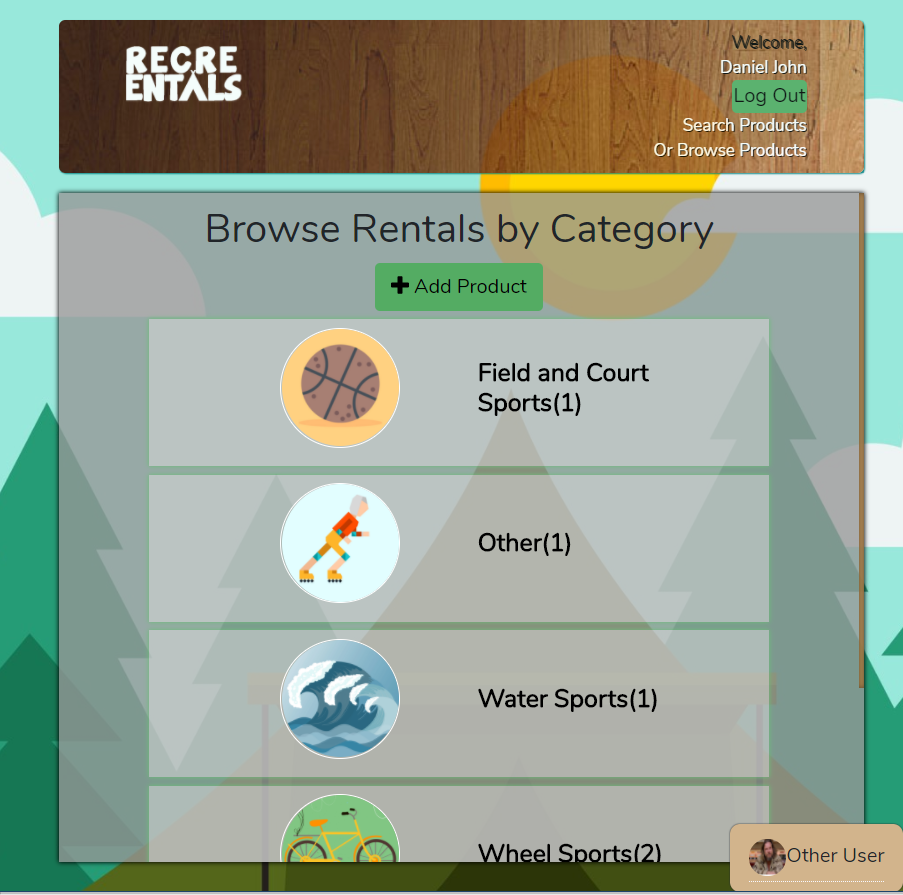 RECRE
ENTALS
Welcome,
Daniel John
Log Out
Search Products
Or Browse Products
Browse Rentals by Category
Add Product
Field and Court
Sports(1)
Other(1)
Water Sports(1)
Wheel Sports(2)
Other User